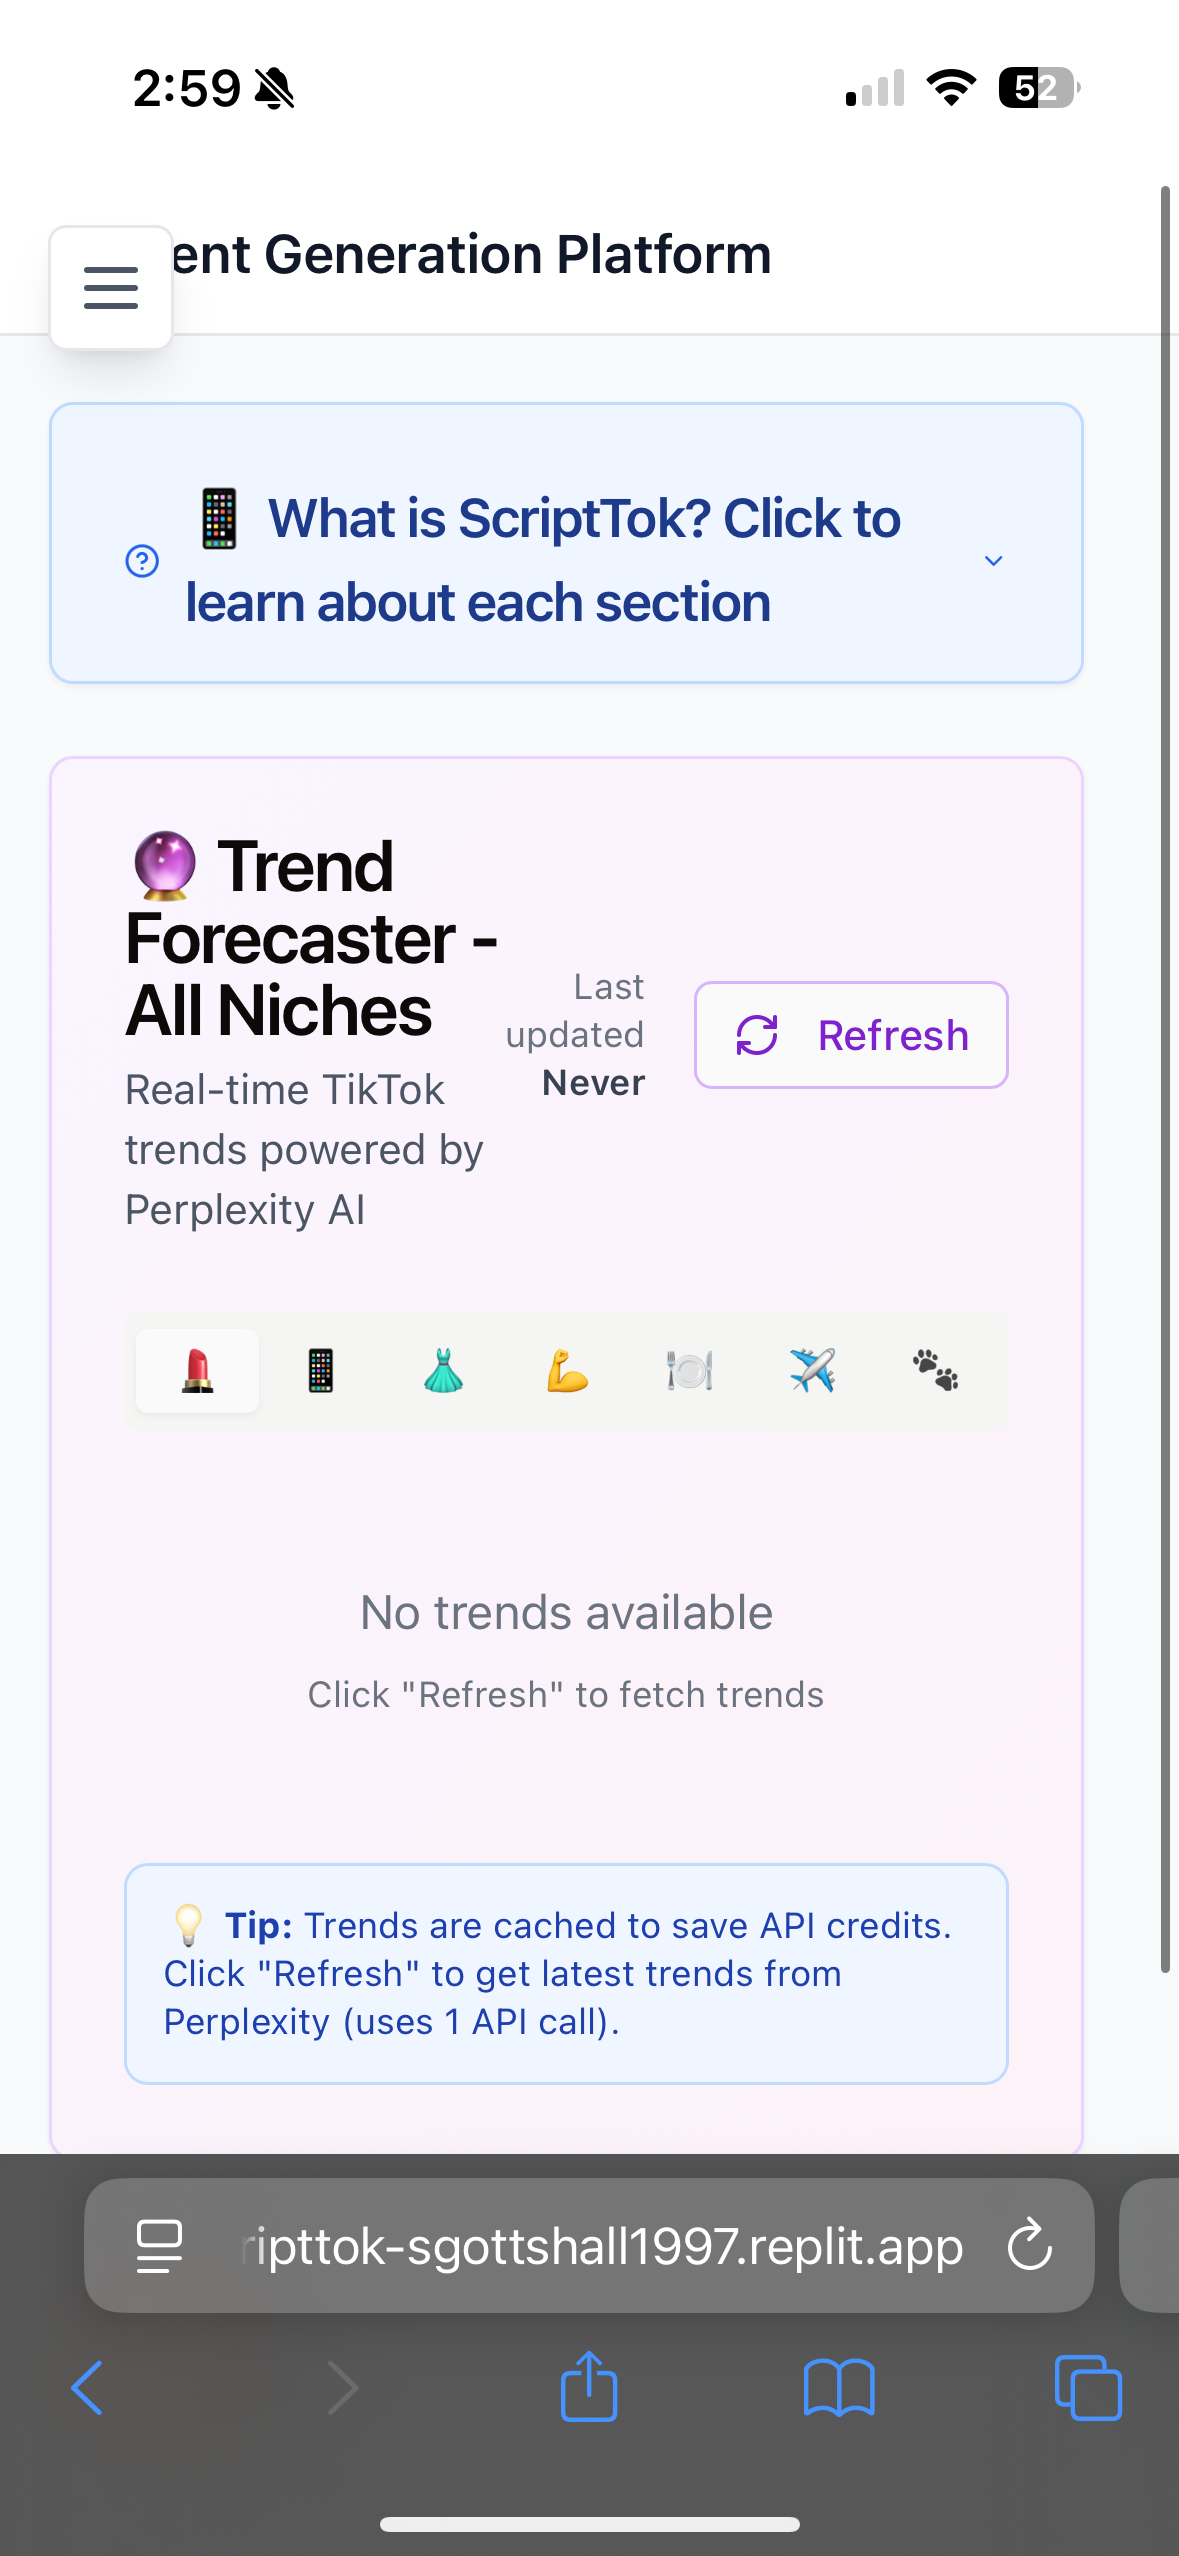 2:59
52
ent Generation Platform
📱 What is ScriptTok? Click to
learn about each section
🔮 Trend
Forecaster -
All Niches
Real-time TikTok
trends powered by
Perplexity AI
Last
updated
Never
Refresh
No trends available
Click "Refresh" to fetch trends
💡 Tip: Trends are cached to save API credits.
Click "Refresh" to get latest trends from
Perplexity (uses 1 API call).
ripttok-sgottshall1997.replit.app